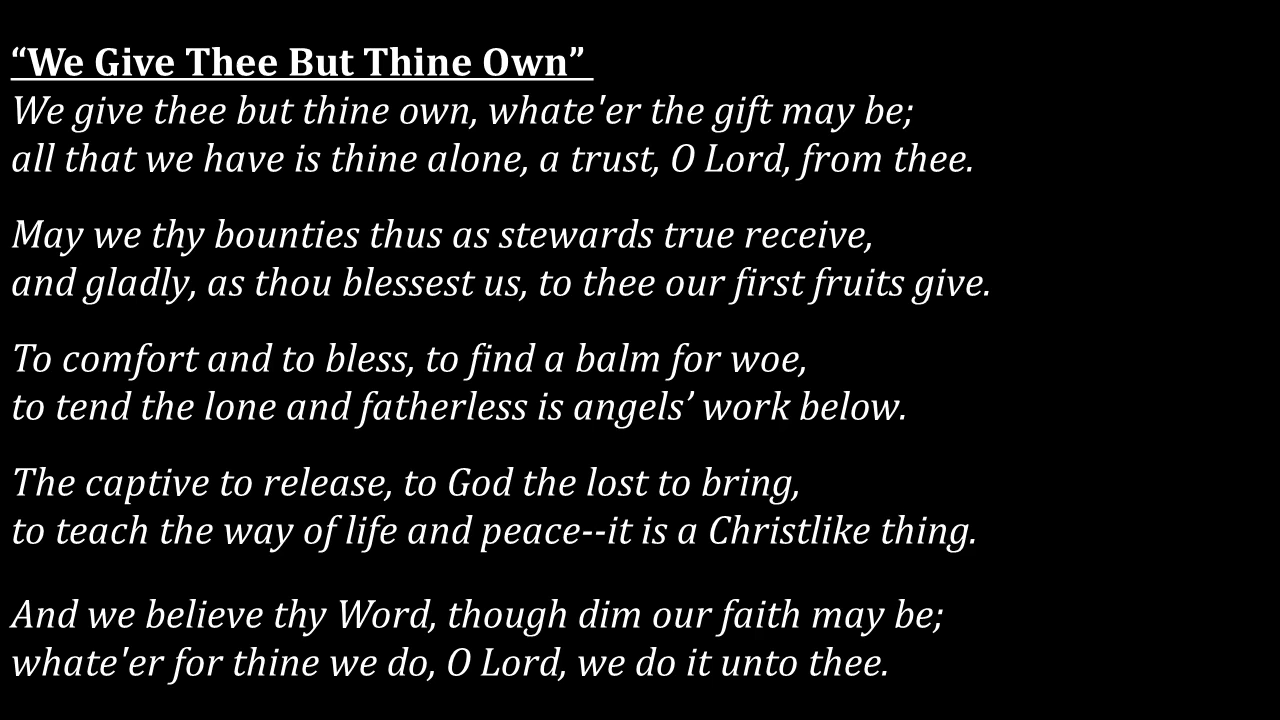 “We Give Thee But Thine Own”
We give thee but thine own, whate'er the gift may be;
all that we have is thine alone, a trust, O Lord, from thee.
May we thy bounties thus as stewards true receive,
and gladly, as thou blessest us, to thee our first fruits give.
To comfort and to bless, to find a balm for woe,
to tend the lone and fatherless is angels’ work below.
The captive to release, to God the lost to bring,
to teach the way of life and peace--it is a Christlike thing.
And we believe thy Word, though dim our faith may be;
whate'er for thine we do, O Lord, we do it unto thee.